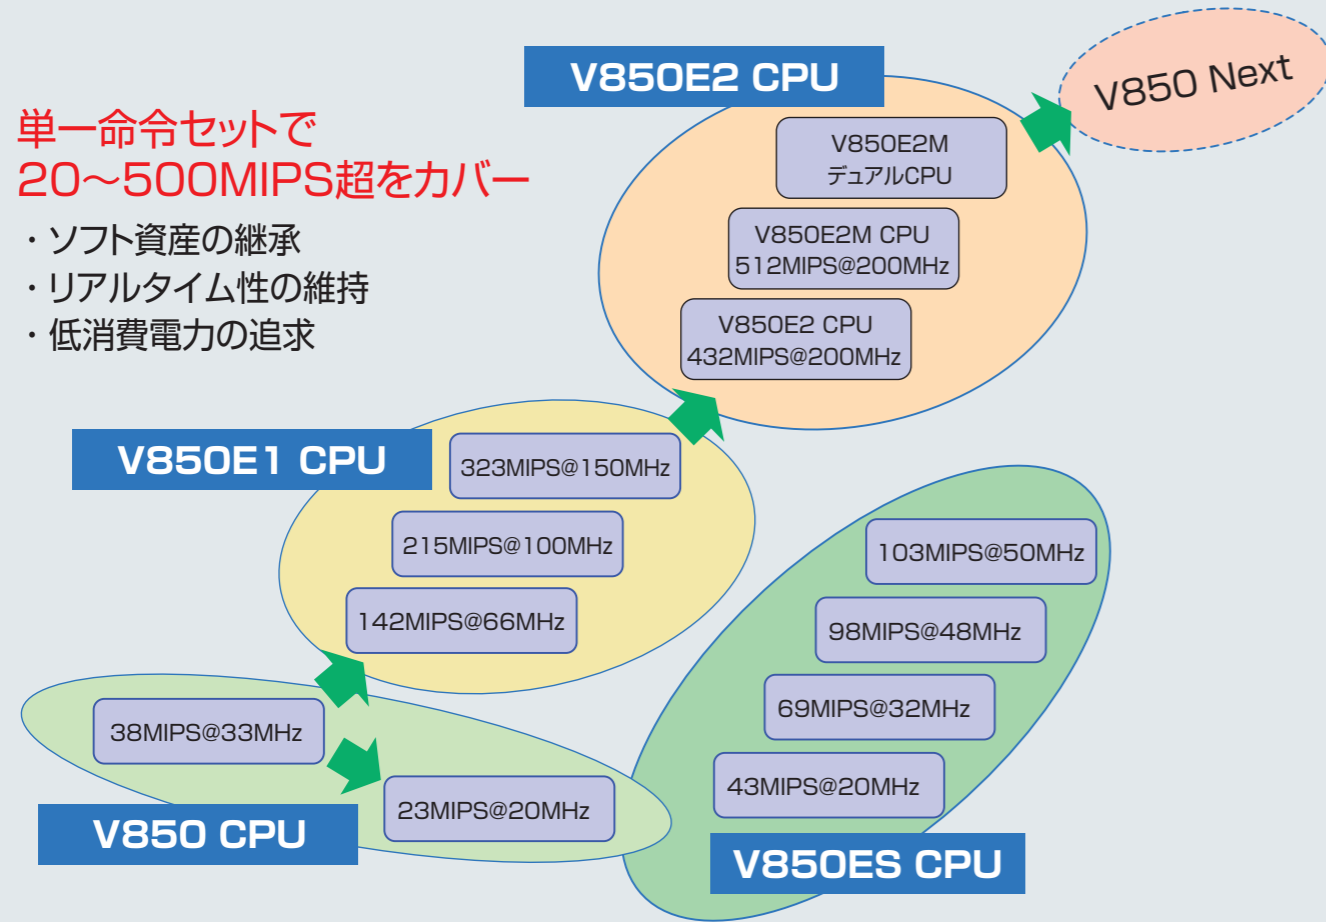 V850E2 CPU
V850 Next
単一命令セットで
20〜500MIPS超をカバー
・ソフト資産の継承
・リアルタイム性の維持
・低消費電力の追求
V850E2M
デュアルCPU
V850E2M CPU
512MIPS@200MHz
V850E2 CPU
432MIPS@200MHz
V850E1 CPU
323MIPS@150MHz
215MIPS@100MHz
142MIPS@66MHz
103MIPS@50MHz
98MIPS@48MHz
69MIPS@32MHz
43MIPS@20MHz
38MIPS@33MHz
23MIPS@20MHz
V850 CPU
V850ES CPU